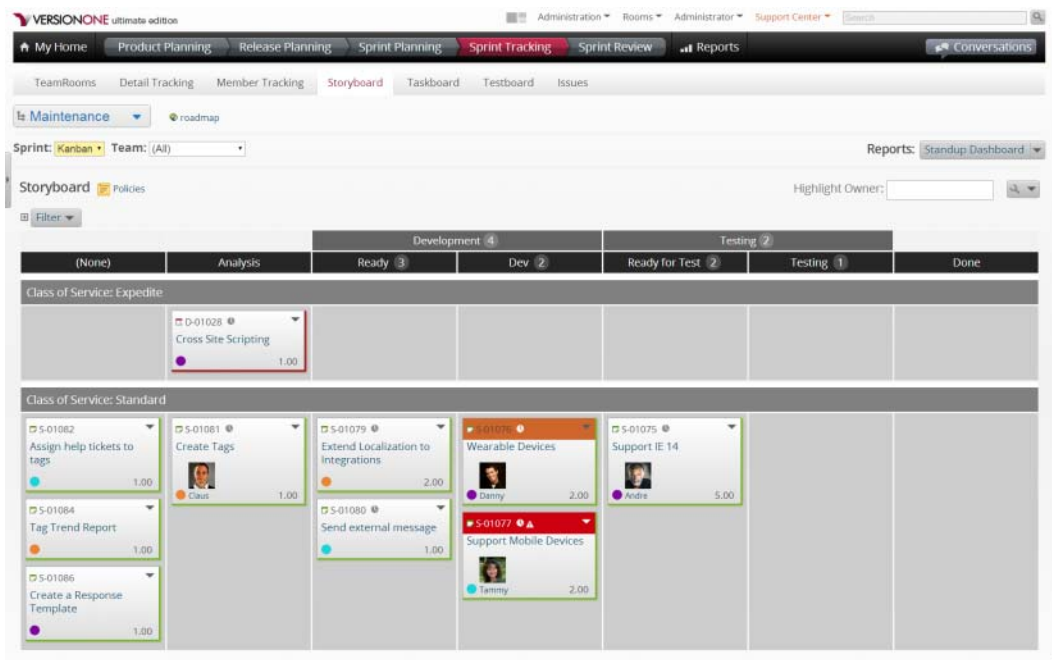 VERSIONONE ultimate edition
Administration Rooms Administrator Support Center Search
My Home Product Planning Release Planning Sprint Planning Sprint Tracking Sprint Review Reports Conversations
TeamRooms Detail Tracking Member Tracking Storyboard Taskboard Testboard Issues
Maintenance roadmap
Sprint: Kanban Team: (All) Reports: Standup Dashboard
Storyboard Policies Highlight Owner:
Filter
Development 4 Testing 2
(None) Analysis Ready 3 Dev 2 Ready for Test 2 Testing 1 Done
Class of Service: Expedite
D-01028
Cross Site Scripting
1.00
Class of Service: Standard
S-01082
Assign help tickets to
tags
1.00
S-01084
Tag Trend Report
1.00
S-01086
Create a Response
Template
1.00
S-01081
Create Tags
Claus 1.00
S-01079
Extend Localization to
Integrations
2.00
S-01080
Send external message
1.00
S-01076
Wearable Devices
Danny 2.00
S-01077
Support Mobile Devices
Tammy 2.00
S-01075
Support IE 14
Andre 5.00